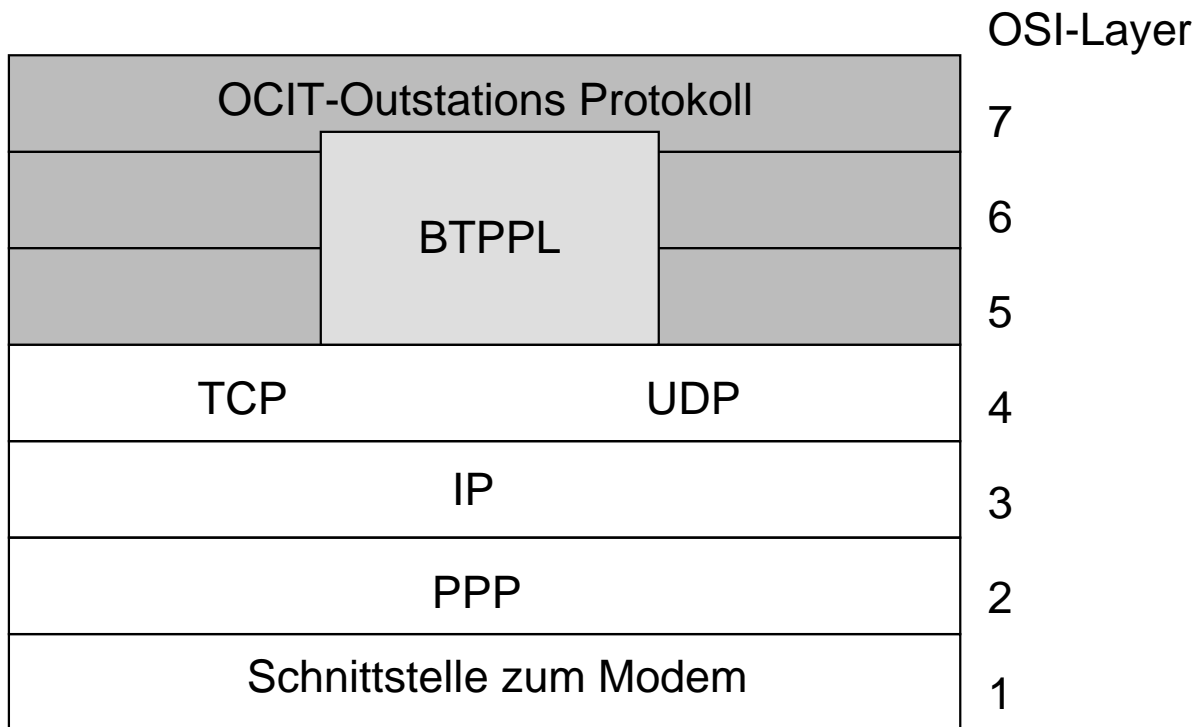 OSI-Layer
OCIT-Outstations Protokoll
7
6
BTPPL
5
TCP UDP
4
IP
3
PPP
2
Schnittstelle zum Modem
1